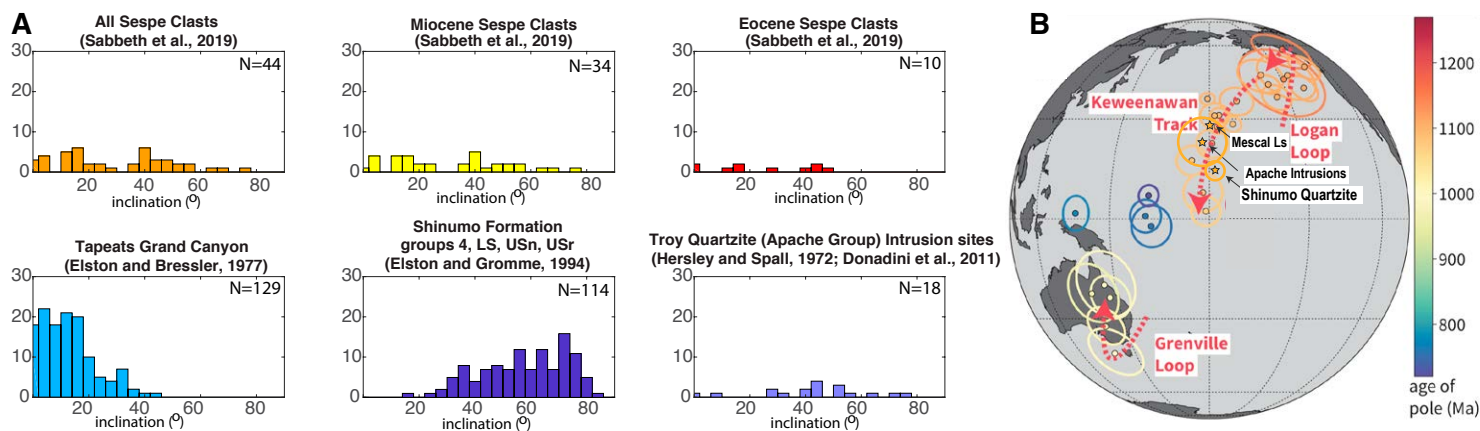 A
All Sespe Clasts
(Sabbeth et al., 2019)
30
20
10
0
N=44
20
40
60
80
inclination (O)
Miocene Sespe Clasts
(Sabbeth et al., 2019)
30
20
10
0
N=34
20
40
60
80
inclination (O)
Eocene Sespe Clasts
(Sabbeth et al., 2019)
30
20
10
0
N=10
20
40
60
80
inclination (O)
Tapeats Grand Canyon
(Elston and Bressler, 1977)
30
20
10
0
N=129
20
40
60
80
inclination (O)
Shinumo Formation
groups 4, LS, USn, USr
(Elston and Gromme, 1994)
30
20
10
0
N=114
20
40
60
80
inclination (O)
Troy Quartzite (Apache Group) Intrusion sites
(Hersley and Spall, 1972; Donadini et al., 2011)
30
20
10
0
N=18
20
40
60
80
inclination (O)
B
Keweenawan
Track
Logan
Loop
Mescal Ls
Apache Intrusions
Shinumo Quartzite
Grenville
Loop
1200
1100
1000
900
800
age of
pole (Ma)